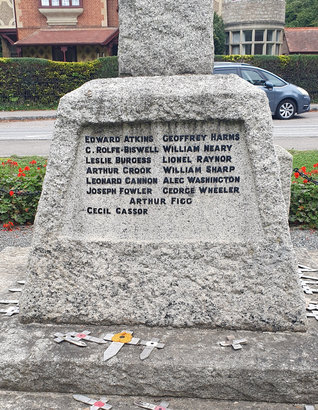 EDWARD ATKINS GEOFFREY HARMS
C. ROLFE-BISWELL WILLIAM NEARY
LESLIE BURGESS LIONEL RAYNOR
ARTHUR CROOK WILLIAM SHARP
LEONARD CANNON ALEC WASHINGTON
JOSEPH FOWLER GEORGE WHEELER
ARTHUR FIGG
CECIL GASSOR